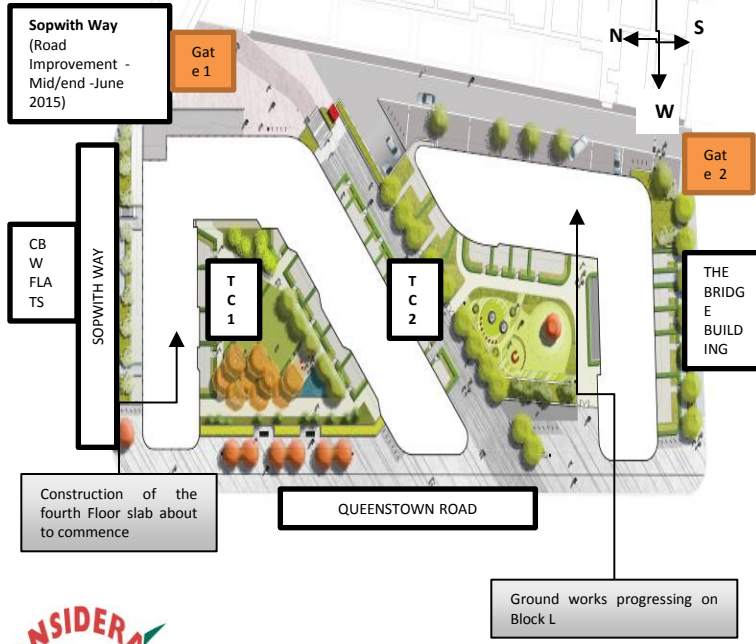 Sopwith Way
(Road
Improvement -
Mid/end -June
2015)
Gat
e 1
N
S
W
Gat
e 2
CB
W
FLA
TS
SOPWITH WAY
T
C
1
T
C
2
THE
BRIDG
E
BUILD
ING
Construction of the
fourth Floor slab about
to commence
QUEENSTOWN ROAD
Ground works progressing on
Block L